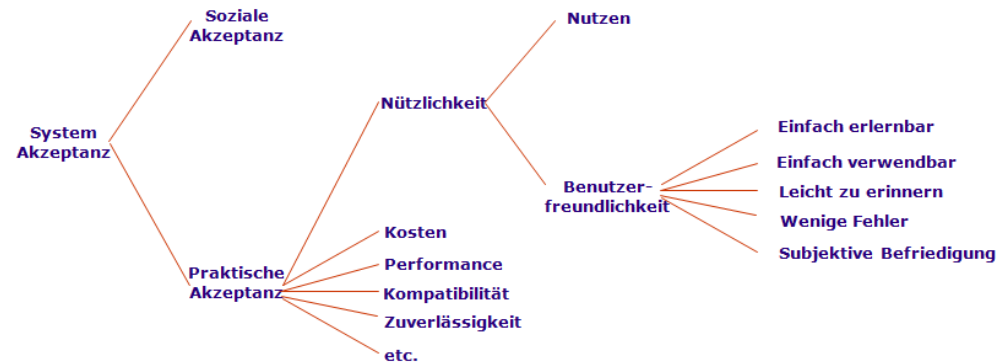 Soziale
Akzeptanz
Nutzen
Nützlichkeit
System
Akzeptanz
Einfach erlernbar
Einfach verwendbar
Benutzer-
freundlichkeit
Leicht zu erinnern
Wenige Fehler
Subjektive Befriedigung
Kosten
Praktische
Akzeptanz
Performance
Kompatibilität
Zuverlässigkeit
etc.